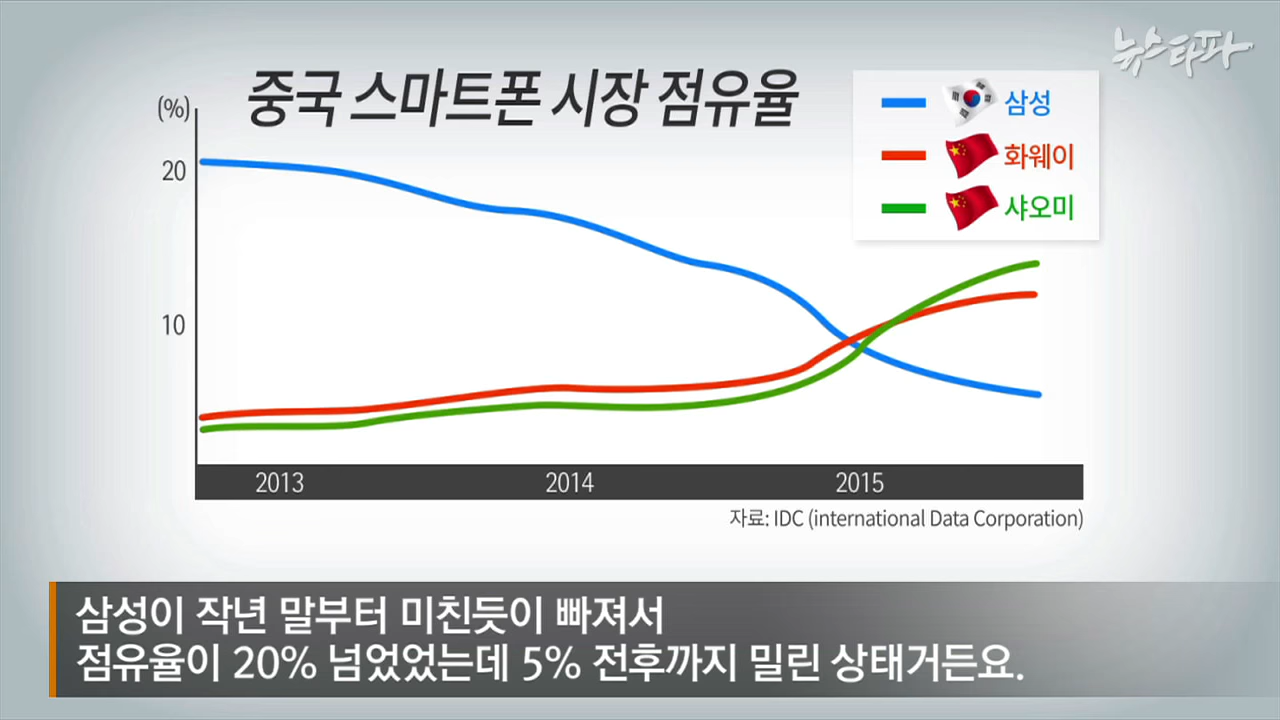 뉴스타파
중국 스마트폰 시장 점유율
(%)
20
10
삼성
화웨이
샤오미
2013 2014 2015
자료: IDC (international Data Corporation)
삼성이 작년 말부터 미친듯이 빠져서
점유율이 20% 넘었었는데 5% 전후까지 밀린 상태거든요.